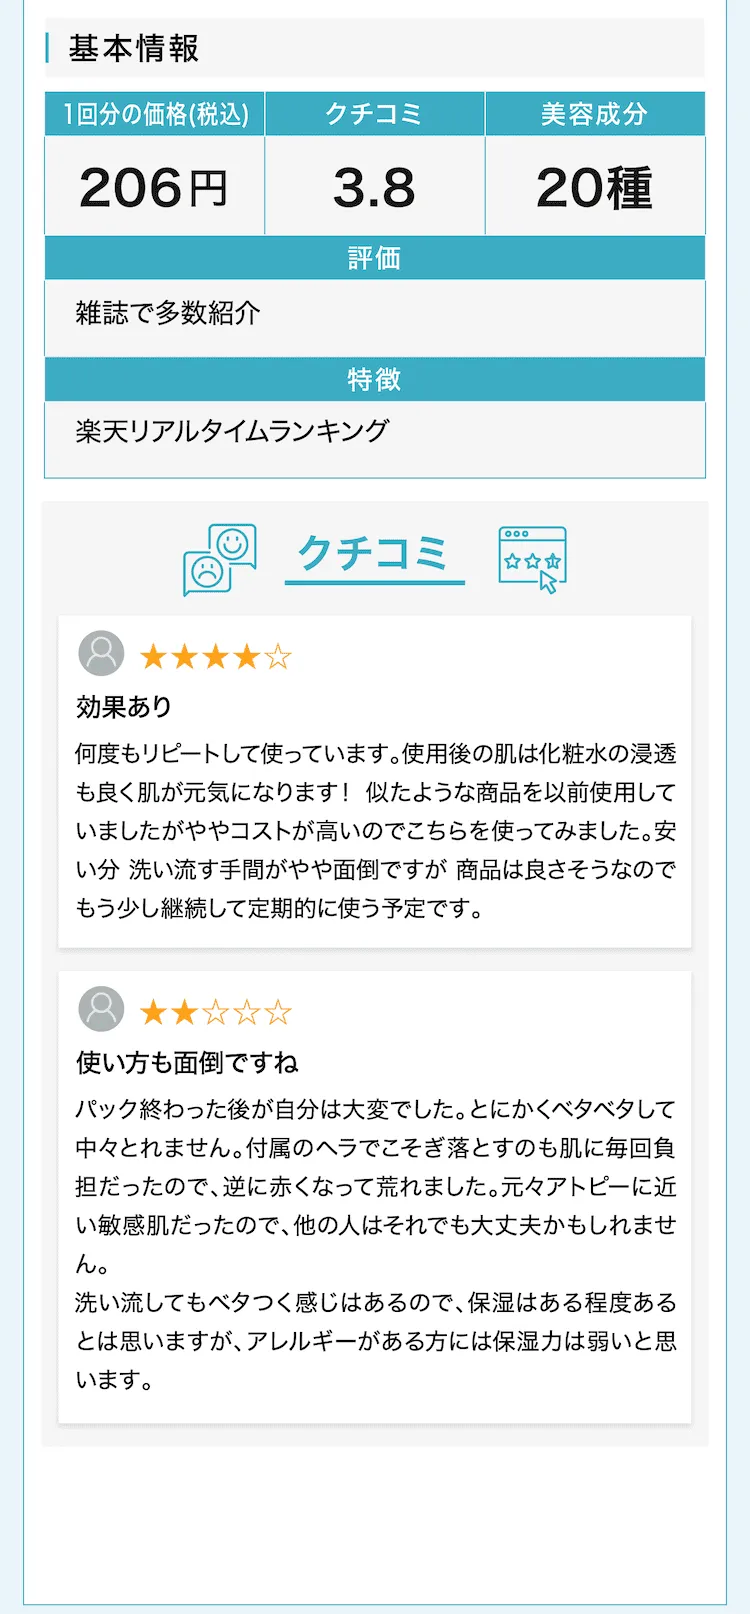 基本情報
1回分の価格(税込)
クチコミ
美容成分
206円
3.8
20種
評価
雑誌で多数紹介
特徴
楽天リアルタイムランキング
クチコミ
★★★★☆
効果あり
何度もリピートして使っています。使用後の肌は化粧水の浸透
も良く肌が元気になります！ 似たような商品を以前使用して
いましたがややコストが高いのでこちらを使ってみました。安
い分 洗い流す手間がやや面倒ですが 商品は良さそうなので
もう少し継続して定期的に使う予定です。
★★☆☆☆
使い方も面倒ですね
パック終わった後が自分は大変でした。とにかくベタベタして
中々とれません。付属のヘラでこそぎ落とすのも肌に毎回負
担だったので、逆に赤くなって荒れました。元々アトピーに近
い敏感肌だったので、他の人はそれでも大丈夫かもしれませ
ん。
洗い流してもベタつく感じはあるので、保湿はある程度ある
とは思いますが、アレルギーがある方には保湿力は弱いと思
います。